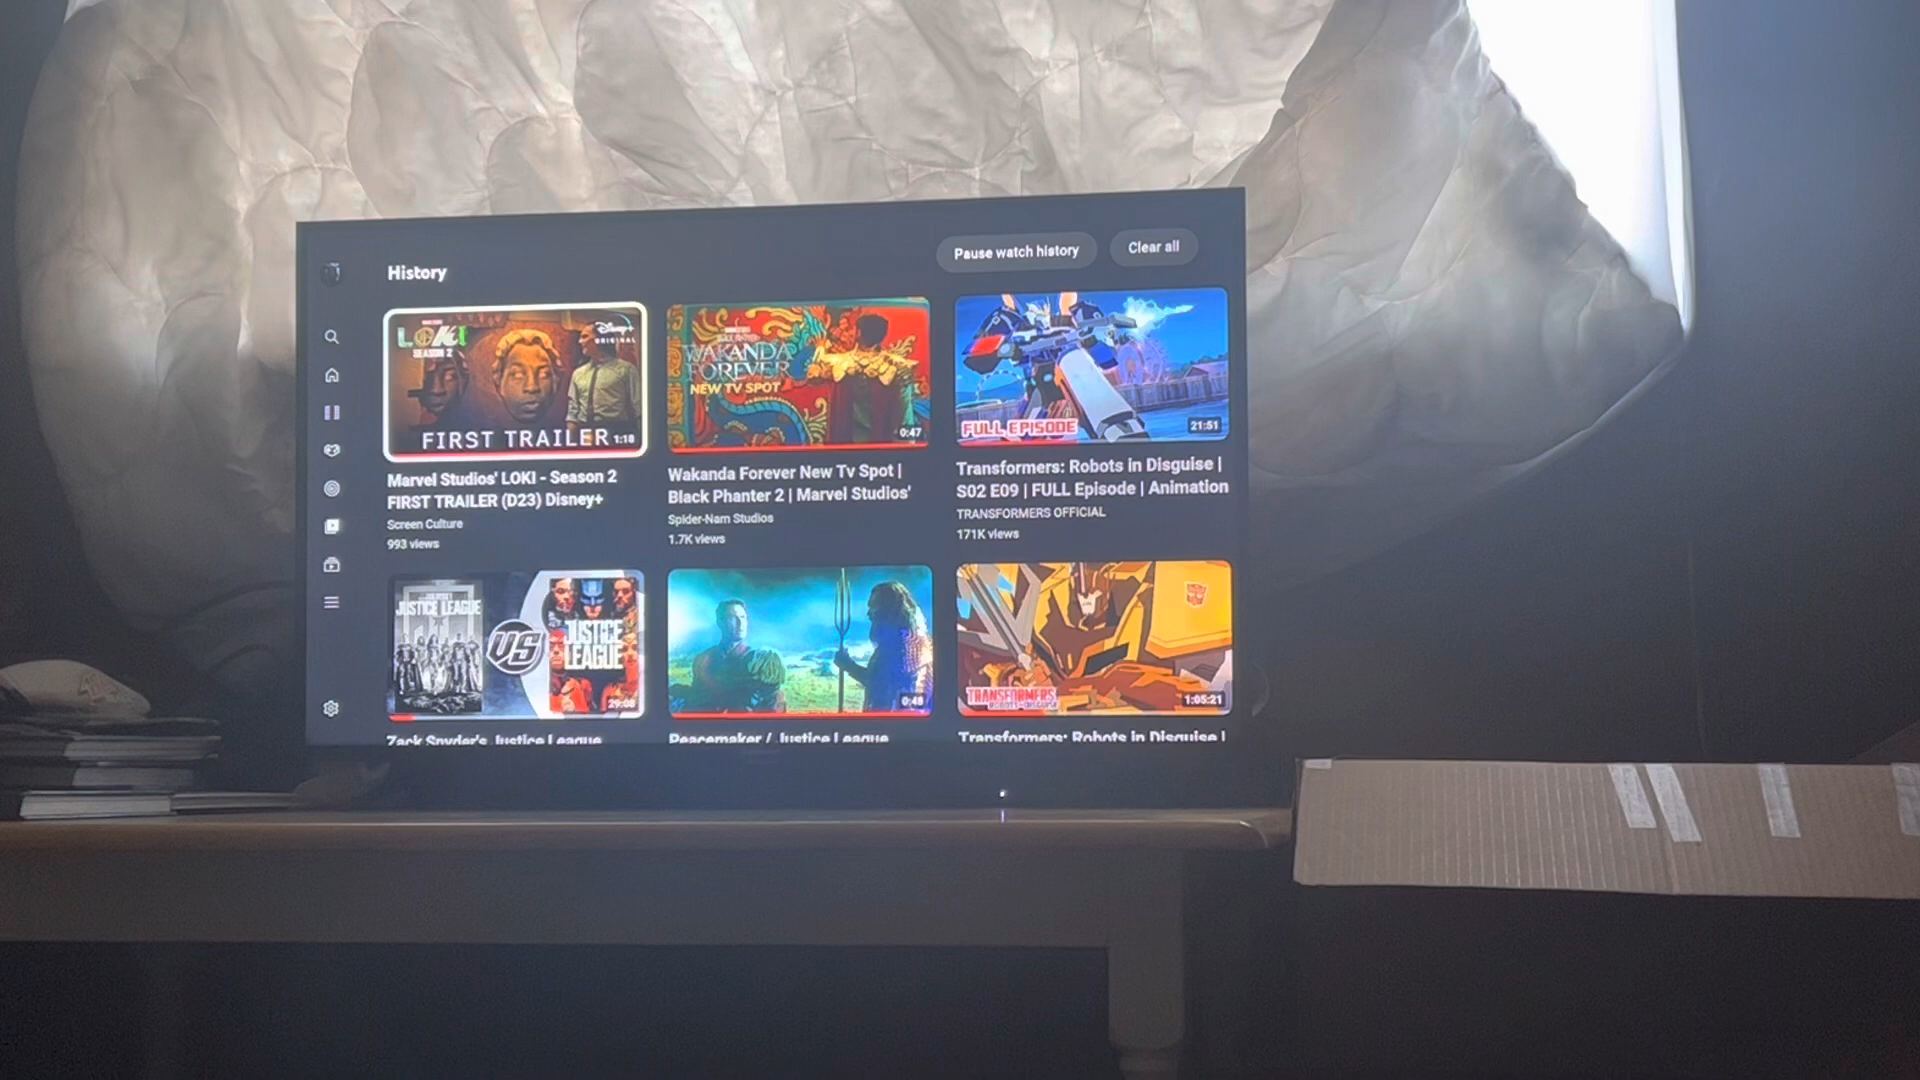 History
Pause watch history
Clear all
LOKI
SEASON 2
Disney+
ORIGINAL
FIRST TRAILER
1:18
WAKANDA
FOREVER
NEW TV SPOT
0:47
FULL EPISODE
21:51
Marvel Studios' LOKI - Season 2
FIRST TRAILER (D23) Disney+
Screen Culture
993 views
Wakanda Forever New Tv Spot |
Black Phanter 2 | Marvel Studios'
Spider-Nam Studios
1.7K views
Transformers: Robots in Disguise |
S02 E09 | FULL Episode | Animation
TRANSFORMERS OFFICIAL
171K views
JUSTICE LEAGUE
VS
JUSTICE
LEAGUE
29:08
0:48
TRANSFORMERS
ROBOTS IN DISGUISE
1:05:21
Zack Snyder's Justice League
Peacemaker / Justice League
Transformers: Robots in Disguise |